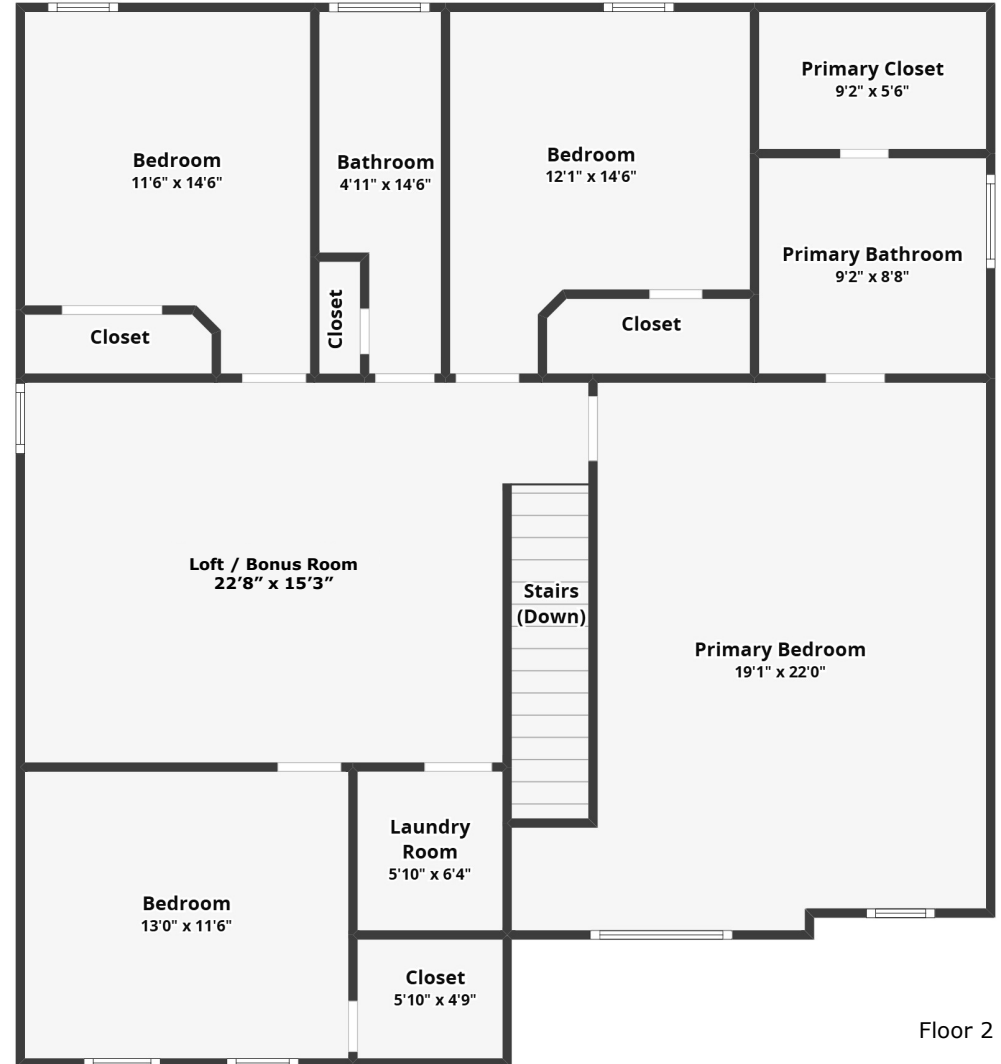 Primary Closet
9'2" x 5'6"
Bedroom
11'6" x 14'6"
Bathroom
4'11" x 14'6"
Bedroom
12'1" x 14'6"
Primary Bathroom
9'2" x 8'8"
Closet
Closet
Closet
Loft / Bonus Room
22’8” x 15’3”
Stairs
(Down)
Primary Bedroom
19'1" x 22'0"
Laundry
Room
5'10" x 6'4"
Bedroom
13'0" x 11'6"
Closet
5'10" x 4'9"
Floor 2